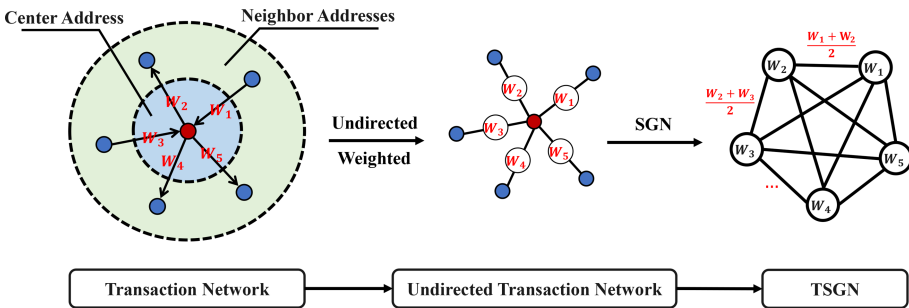 Center Address
Neighbor Addresses
W₁
W₂
W₃
W₄
W₅
Undirected
Weighted
W₂
W₁
W₃
W₄
W₅
SGN
W₁ + W₂
2
W₂ + W₃
2
W₂
W₁
W₃
W₅
...
W₄
Transaction Network
Undirected Transaction Network
TSGN